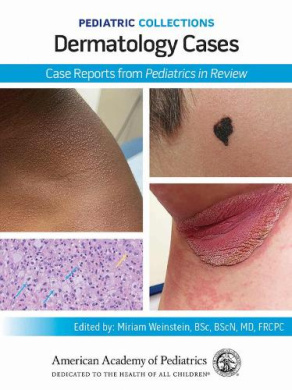 PEDIATRIC COLLECTIONS
Dermatology Cases
Case Reports from Pediatrics in Review
Edited by: Miriam Weinstein, BSc, BScN, MD, FRCPC
American Academy of Pediatrics
DEDICATED TO THE HEALTH OF ALL CHILDREN®